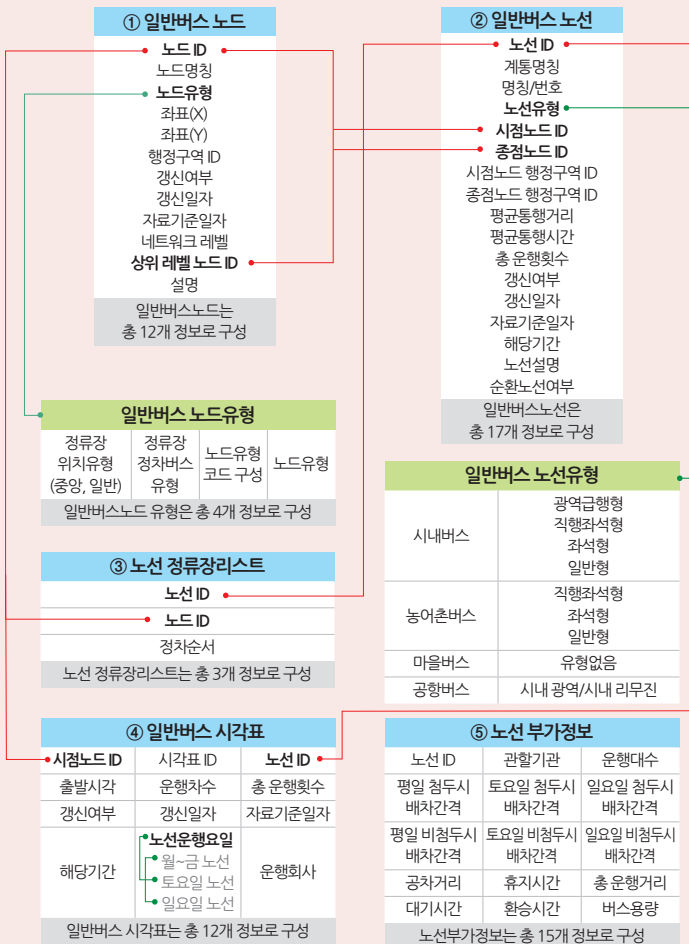 ① 일반버스 노드
노드 ID
노드명칭
노드유형
좌표(X)
좌표(Y)
행정구역 ID
갱신여부
갱신일자
자료기준일자
네트워크 레벨
상위 레벨 노드 ID
설명
일반버스노드는
총 12개 정보로 구성
② 일반버스 노선
노선 ID
계통명칭
명칭/번호
노선유형
시점노드 ID
종점노드 ID
시점노드 행정구역 ID
종점노드 행정구역 ID
평균통행거리
평균통행시간
총 운행횟수
갱신여부
갱신일자
자료기준일자
해당기간
노선설명
순환노선여부
일반버스노선은
총 17개 정보로 구성
일반버스 노드유형
정류장
위치유형
(중앙, 일반)
정류장
정차버스
유형
노드유형
코드 구성
노드유형
일반버스노드 유형은 총 4개 정보로 구성
일반버스 노선유형
시내버스
광역급행형
직행좌석형
좌석형
일반형
농어촌버스
직행좌석형
좌석형
일반형
마을버스 유형없음
공항버스 시내 광역/시내 리무진
③ 노선 정류장리스트
노선 ID
노드 ID
정차순서
노선 정류장리스트는 총 3개 정보로 구성
④ 일반버스 시각표
시점노드 ID 시각표 ID 노선 ID
출발시각 운행차수 총 운행횟수
갱신여부 갱신일자 자료기준일자
해당기간
노선운행요일
월~금 노선
토요일 노선
일요일 노선
운행회사
일반버스 시각표는 총 12개 정보로 구성
⑤ 노선 부가정보
노선 ID 관할기관 운행대수
평일 첨두시 토요일 첨두시 일요일 첨두시
배차간격 배차간격 배차간격
평일 비첨두시 토요일 비첨두시 일요일 비첨두시
배차간격 배차간격 배차간격
공차거리 휴지시간 총 운행거리
대기시간 환승시간 버스용량
노선부가정보는 총 15개 정보로 구성